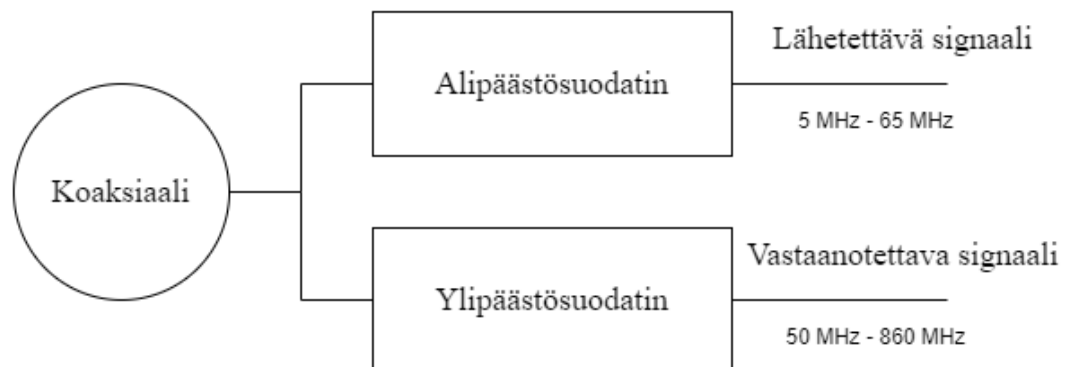 Koaksiaali
Alipäästösuodatin
Lähetettävä signaali
5 MHz - 65 MHz
Ylipäästösuodatin
Vastaanotettava signaali
50 MHz - 860 MHz